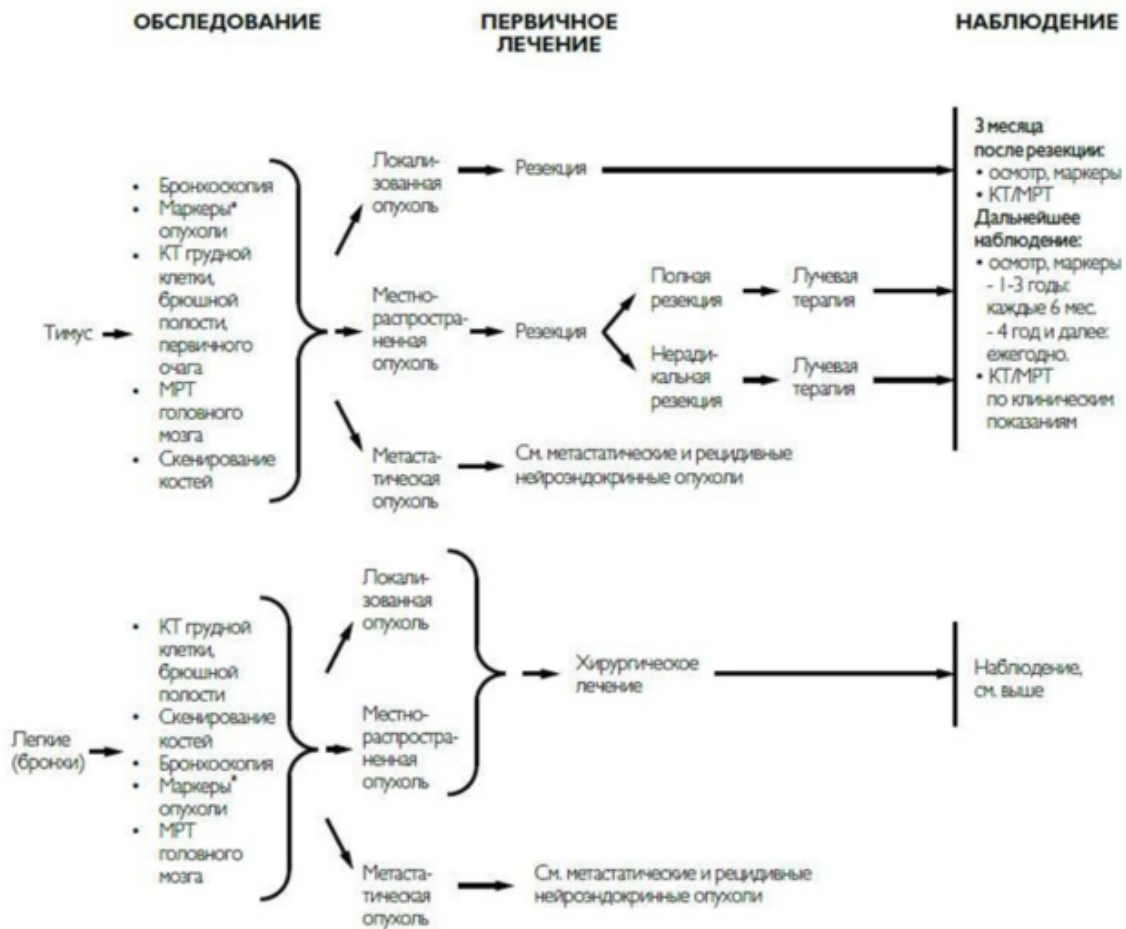 ОБСЛЕДОВАНИЕ
ПЕРВИЧНОЕ
ЛЕЧЕНИЕ
НАБЛЮДЕНИЕ
Тимус
• Бронхоскопия
• Маркеры*
опухоли
• КТ грудной
клетки,
брюшной
полости,
первичного
очага
• МРТ
головного
мозга
• Скенирование
костей
Локали-
зованная
опухоль
Резекция
Местно-
распростра-
ненная
опухоль
Резекция
Полная
резекция
Лучевая
терапия
Неради-
кальная
резекция
Лучевая
терапия
Метаста-
тическая
опухоль
См. метастатические и рецидивные
нейроэндокринные опухоли
3 месяца
после резекции:
• осмотр, маркеры
• КТ/МРТ
Дальнейшее
наблюдение:
• осмотр, маркеры
- 1-3 годы:
каждые 6 мес.
- 4 год и далее:
ежегодно.
• КТ/МРТ
по клиническим
показаниям
Легкие
(бронхи)
• КТ грудной
клетки,
брюшной
полости
• Скенирование
костей
• Бронхоскопия
• Маркеры*
опухоли
• МРТ
головного
мозга
Локали-
зованная
опухоль
Местно-
распростра-
ненная
опухоль
Хирургическое
лечение
Наблюдение,
см. выше
Метаста-
тическая
опухоль
См. метастатические и рецидивные
нейроэндокринные опухоли